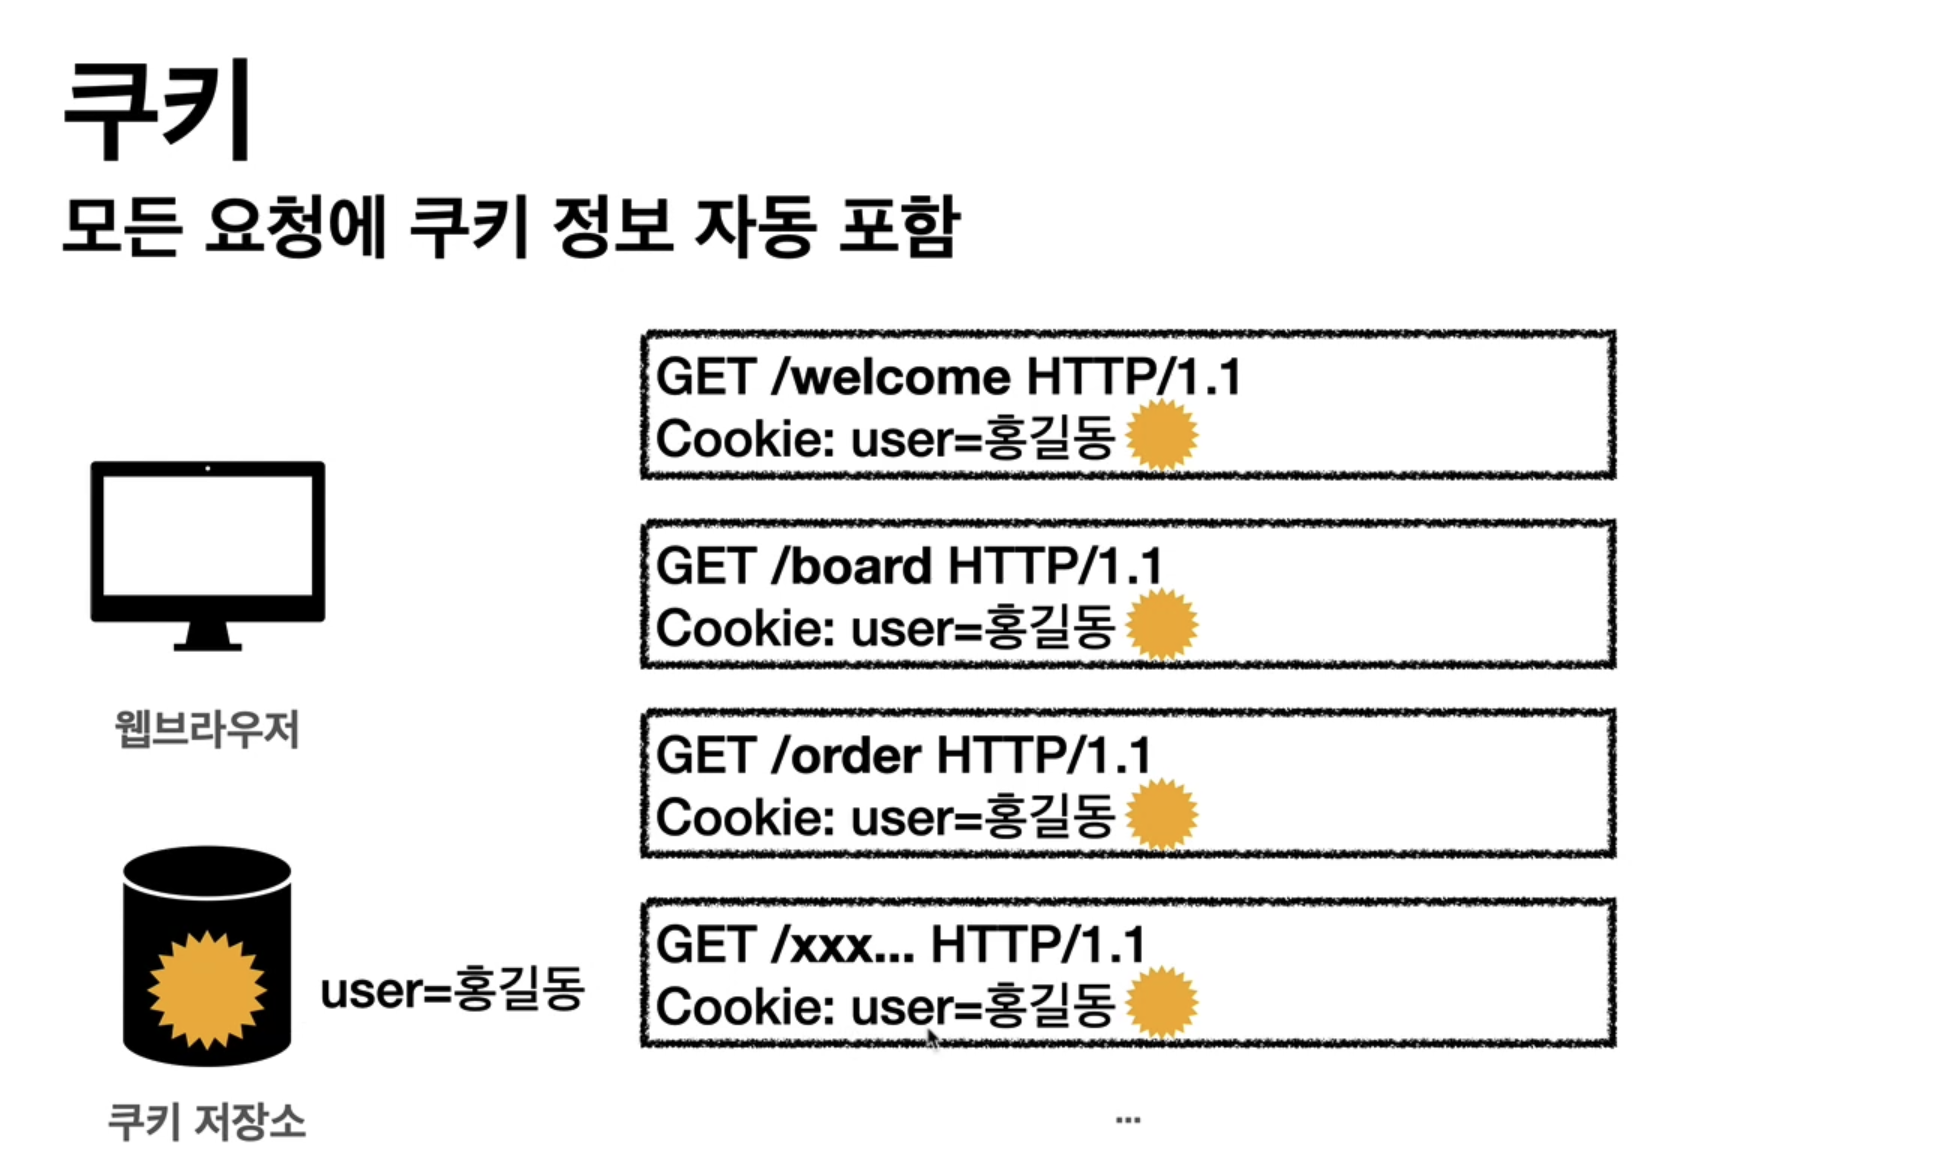 쿠키
모든 요청에 쿠키 정보 자동 포함
GET /welcome HTTP/1.1
Cookie: user=홍길동
GET /board HTTP/1.1
Cookie: user=홍길동
웹브라우저
GET /order HTTP/1.1
Cookie: user=홍길동
GET /xxx... HTTP/1.1
Cookie: user=홍길동
user=홍길동
쿠키 저장소
...